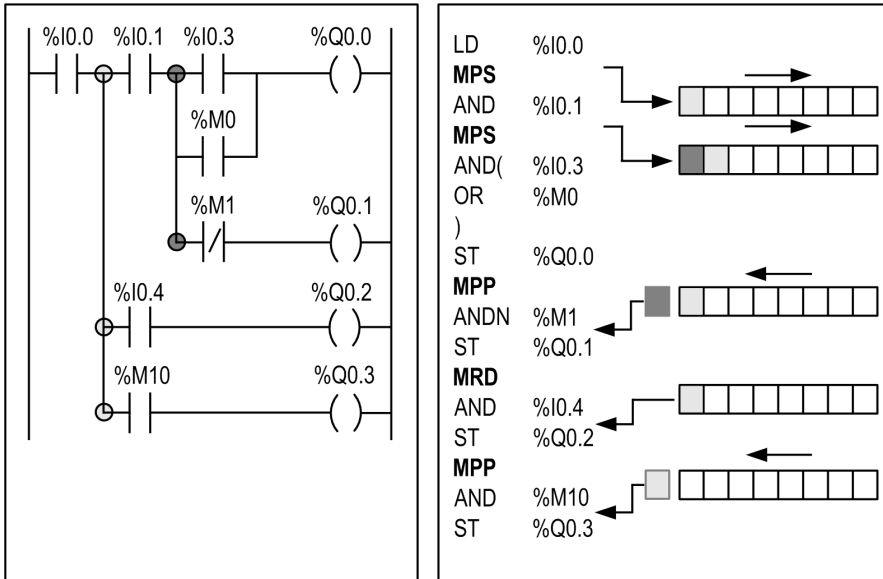 %I0.0 %I0.1 %I0.3 %Q0.0
%M0
%M1 %Q0.1
%I0.4 %Q0.2
%M10 %Q0.3
LD %I0.0
MPS
AND %I0.1
MPS
AND( %I0.3
OR %M0
)
ST %Q0.0
MPP
ANDN %M1
ST %Q0.1
MRD
AND %I0.4
ST %Q0.2
MPP
AND %M10
ST %Q0.3